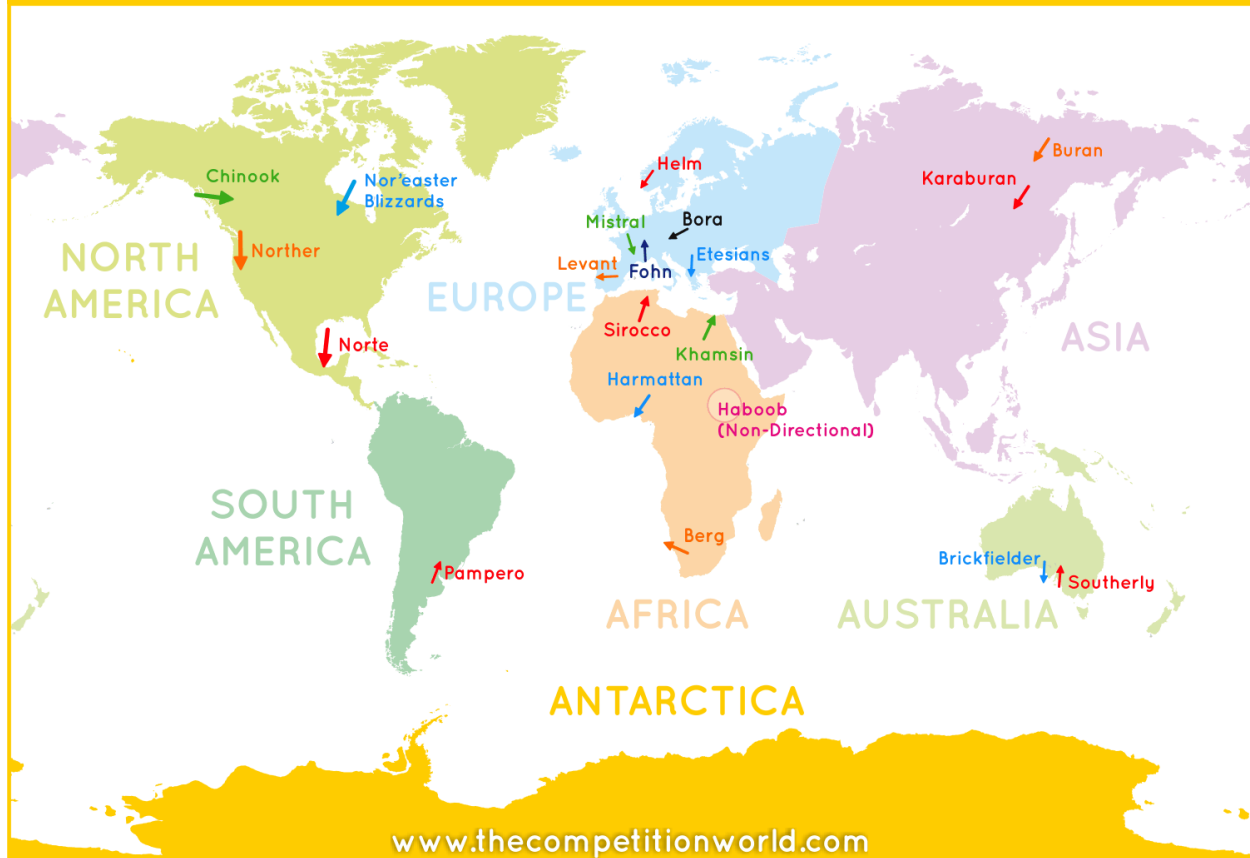 Helm
Buran
Chinook
Nor'easter
Blizzards
Karaburan
Mistral
Bora
NORTH
AMERICA
Norther
Levant
Fohn
Etesians
EUROPE
Sirocco
ASIA
Norte
Khamsin
Harmattan
Haboob
(Non-Directional)
SOUTH
AMERICA
Berg
Pampero
Brickfielder
Southerly
AFRICA
AUSTRALIA
ANTARCTICA
www.thecompetitionworld.com